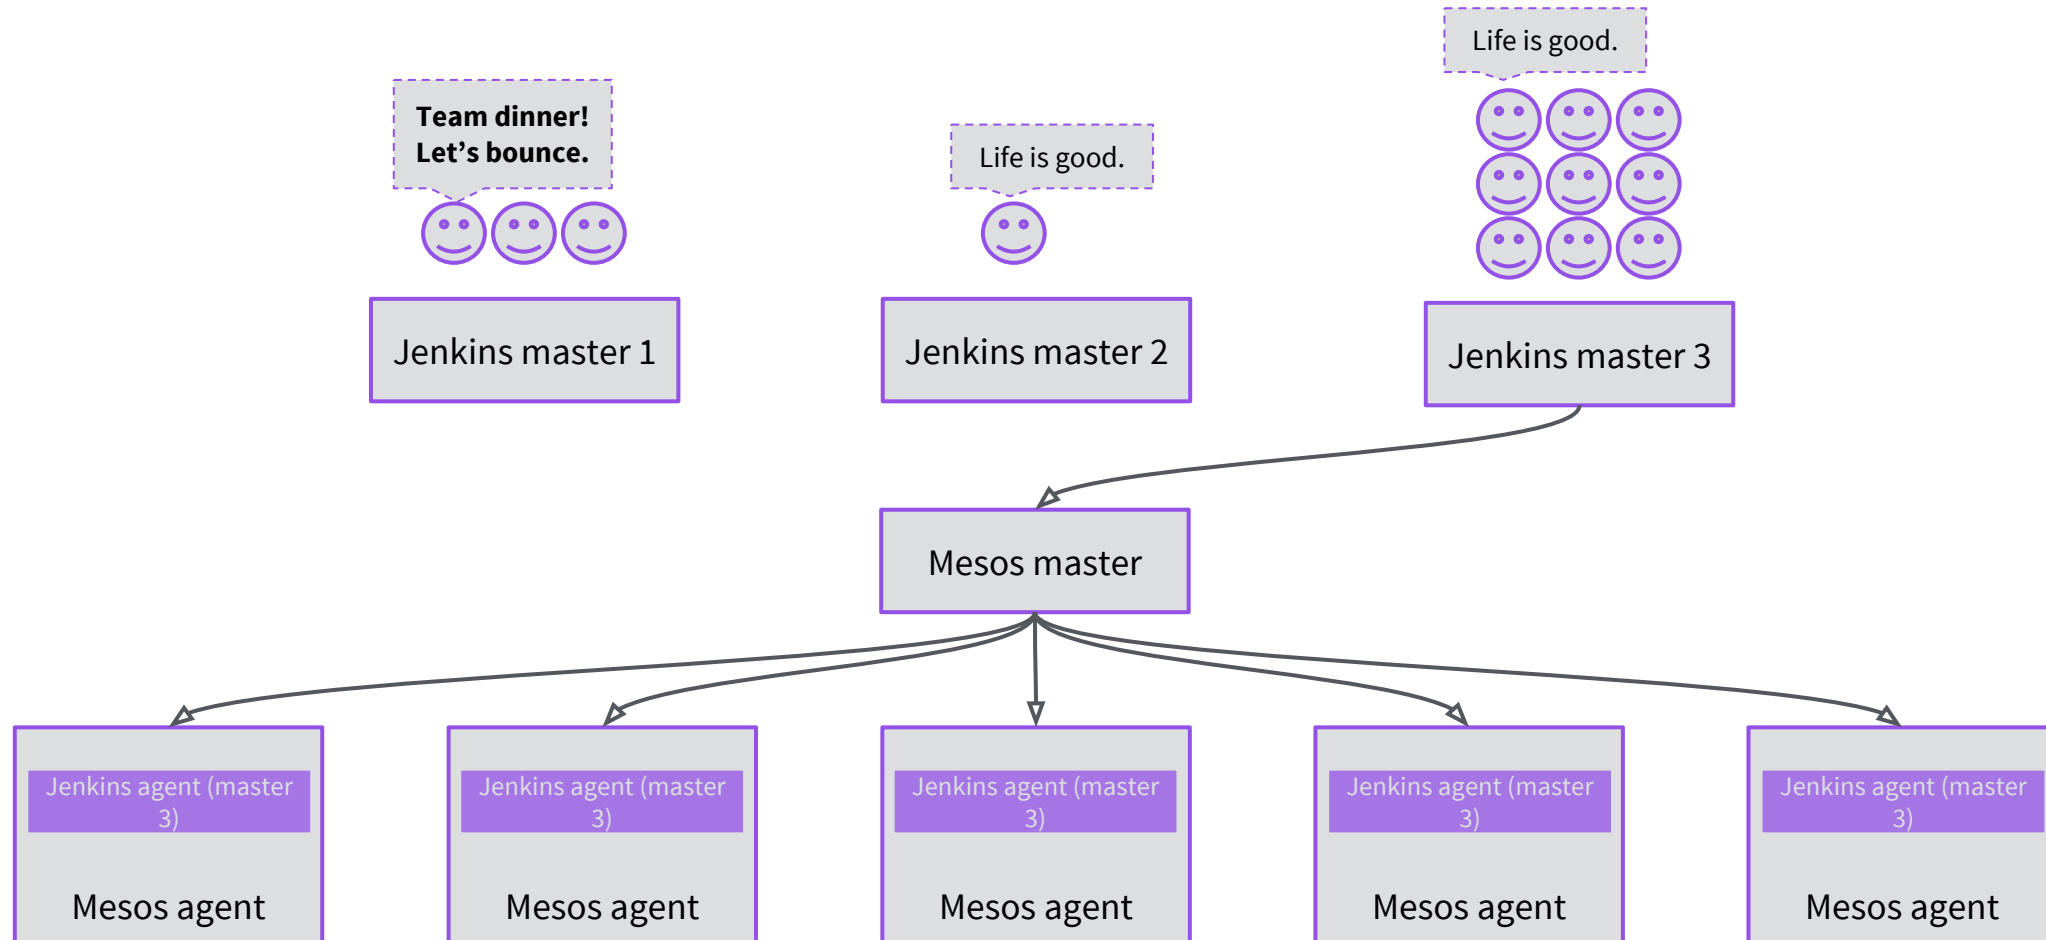 Life is good.
Team dinner!
Let's bounce.
Life is good.
Jenkins master 1
Jenkins master 2
Jenkins master 3
Mesos master
Jenkins agent (master
3)
Jenkins agent (master
3)
Jenkins agent (master
3)
Jenkins agent (master
3)
Jenkins agent (master
3)
Mesos agent
Mesos agent
Mesos agent
Mesos agent
Mesos agent